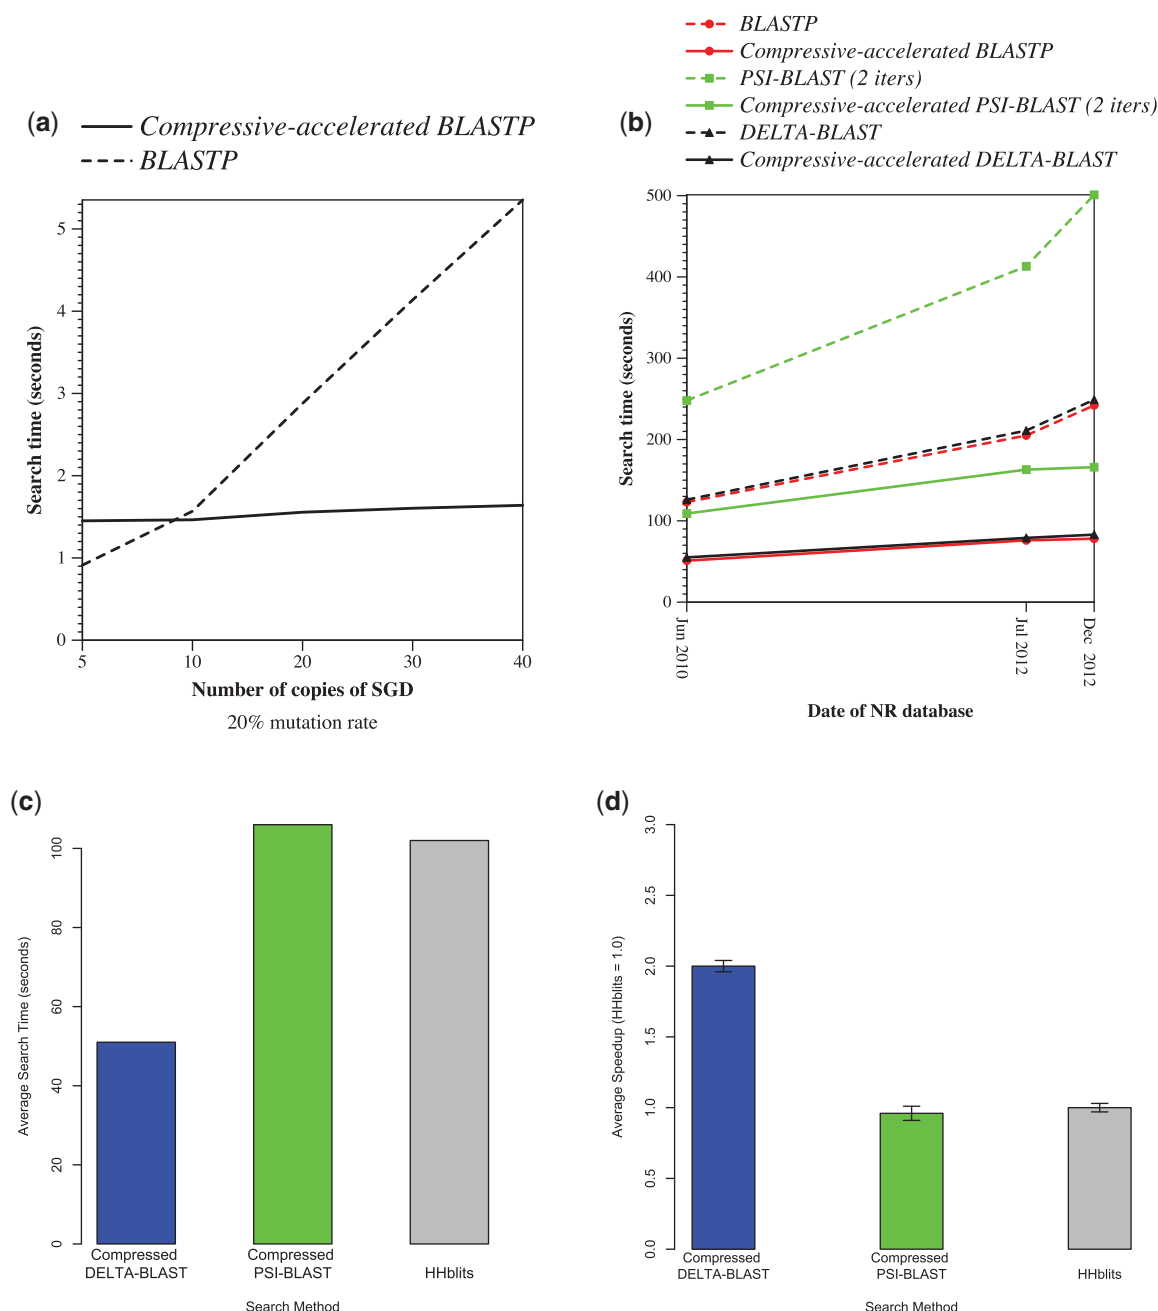 (a)
Compressive-accelerated BLASTP
BLASTP
5
4
3
2
1
0
Search time (seconds)
5 10 20 30 40
Number of copies of SGD
20% mutation rate
(b)
BLASTP
Compressive-accelerated BLASTP
PSI-BLAST (2 iters)
Compressive-accelerated PSI-BLAST (2 iters)
DELTA-BLAST
Compressive-accelerated DELTA-BLAST
500
400
300
200
100
0
Search time (seconds)
Jun 2010
Jul 2012
Dec 2012
Date of NR database
(c)
100
80
60
40
20
0
Average Search Time (seconds)
Compressed
DELTA-BLAST
Compressed
PSI-BLAST
HHblits
Search Method
(d)
3.0
2.5
2.0
1.5
1.0
0.5
0.0
Average Speedup (HHblits = 1.0)
Compressed
DELTA-BLAST
Compressed
PSI-BLAST
HHblits
Search Method